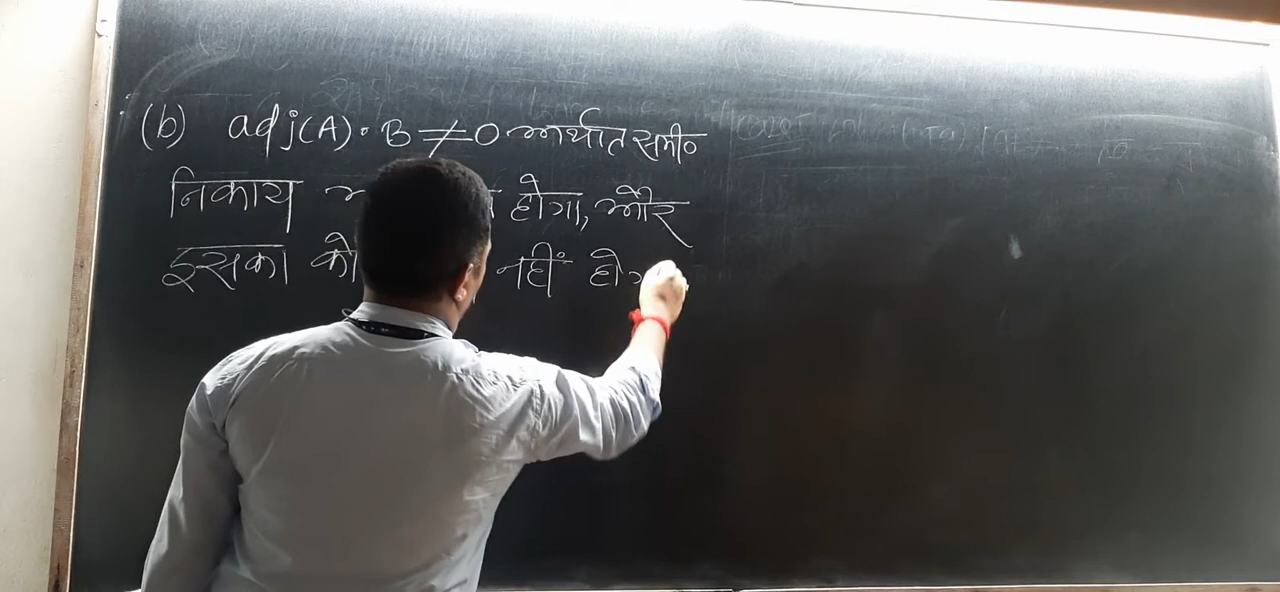 (b) adj(A)·B≠0 अर्थात समी०
निकाय होगा, और
इसका नहीं